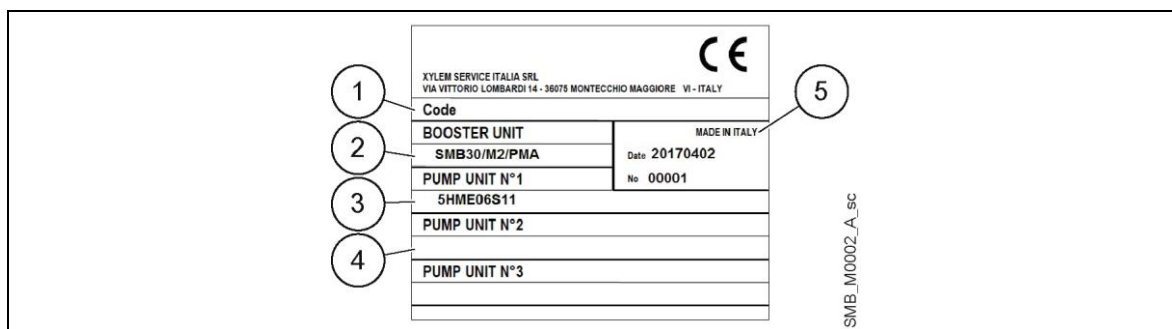 CE
XYLEM SERVICE ITALIA SRL
VIA VITTORIO LOMBARDI 14 - 36075 MONTECCHIO MAGGIORE VI - ITALY
1
Code
5
BOOSTER UNIT
MADE IN ITALY
2
SMB30/M2/PMA
Date 20170402
PUMP UNIT N°1
No 00001
3
5HME06S11
PUMP UNIT N°2
4
PUMP UNIT N°3
SMB_M0002_A_sc